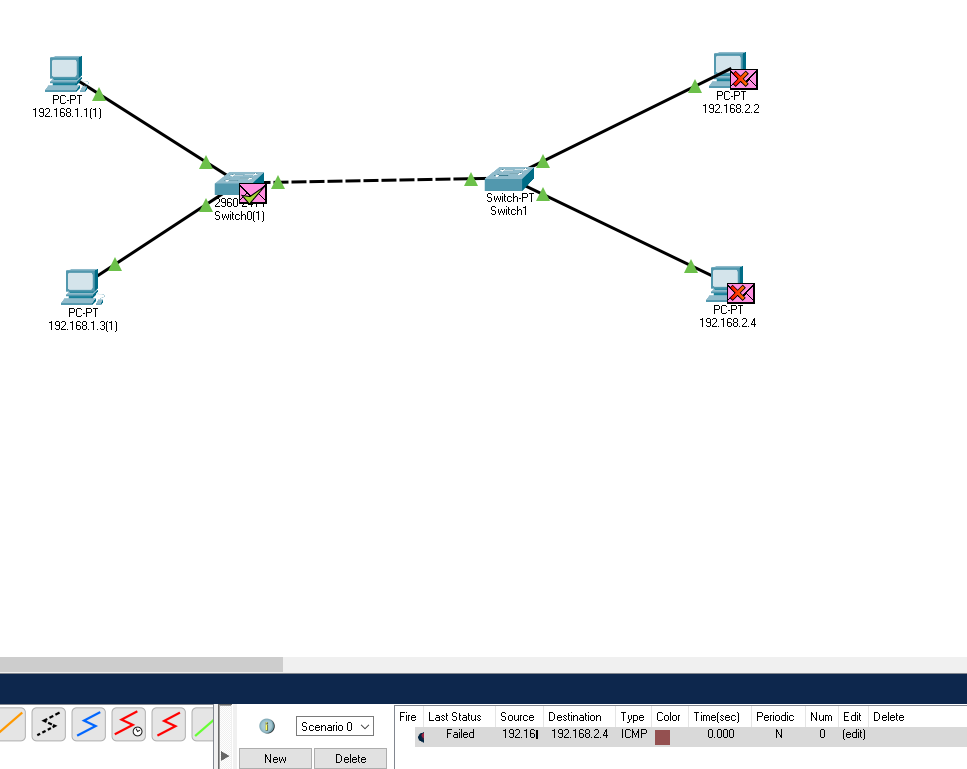 PC-PT
192.168.1.1(1)
PC-PT
192.168.2.2
Switch0(1)
Switch-PT
Switch1
PC-PT
192.168.1.3(1)
PC-PT
192.168.2.4
Scenario 0
New
Delete
Fire Last Status Source Destination Type Color Time(sec) Periodic Num Edit Delete
Failed 192.16 192.168.2.4 ICMP 0.000 N 0 (edit)